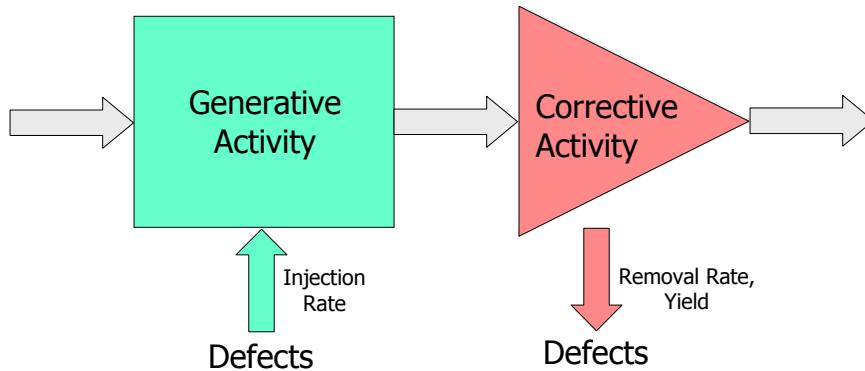 Generative
Activity
Corrective
Activity
Injection
Rate
Removal Rate,
Yield
Defects
Defects